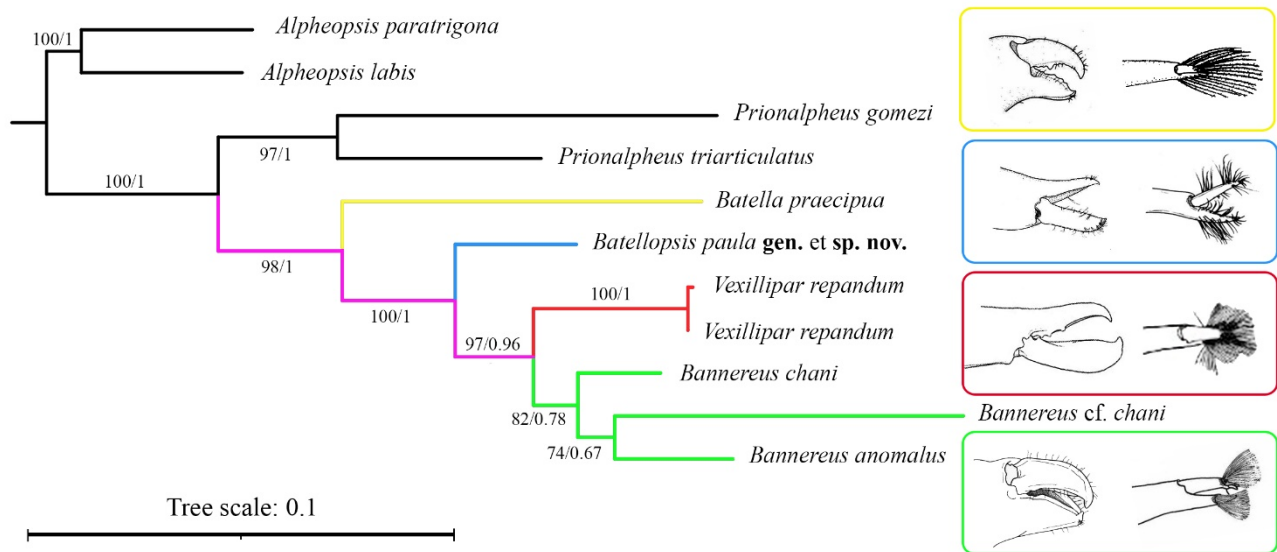 100/1
Alpheopsis paratrigona
Alpheopsis labis
Prionalpheus gomezi
97/1
Prionalpheus triarticulatus
100/1
Batella praecipua
Batellopsis paula gen. et sp. nov.
98/1
100/1
Vexillipar repandum
100/1
Vexillipar repandum
97/0.96
Bannereus chani
82/0.78
Bannereus cf. chani
74/0.67
Bannereus anomalus
Tree scale: 0.1